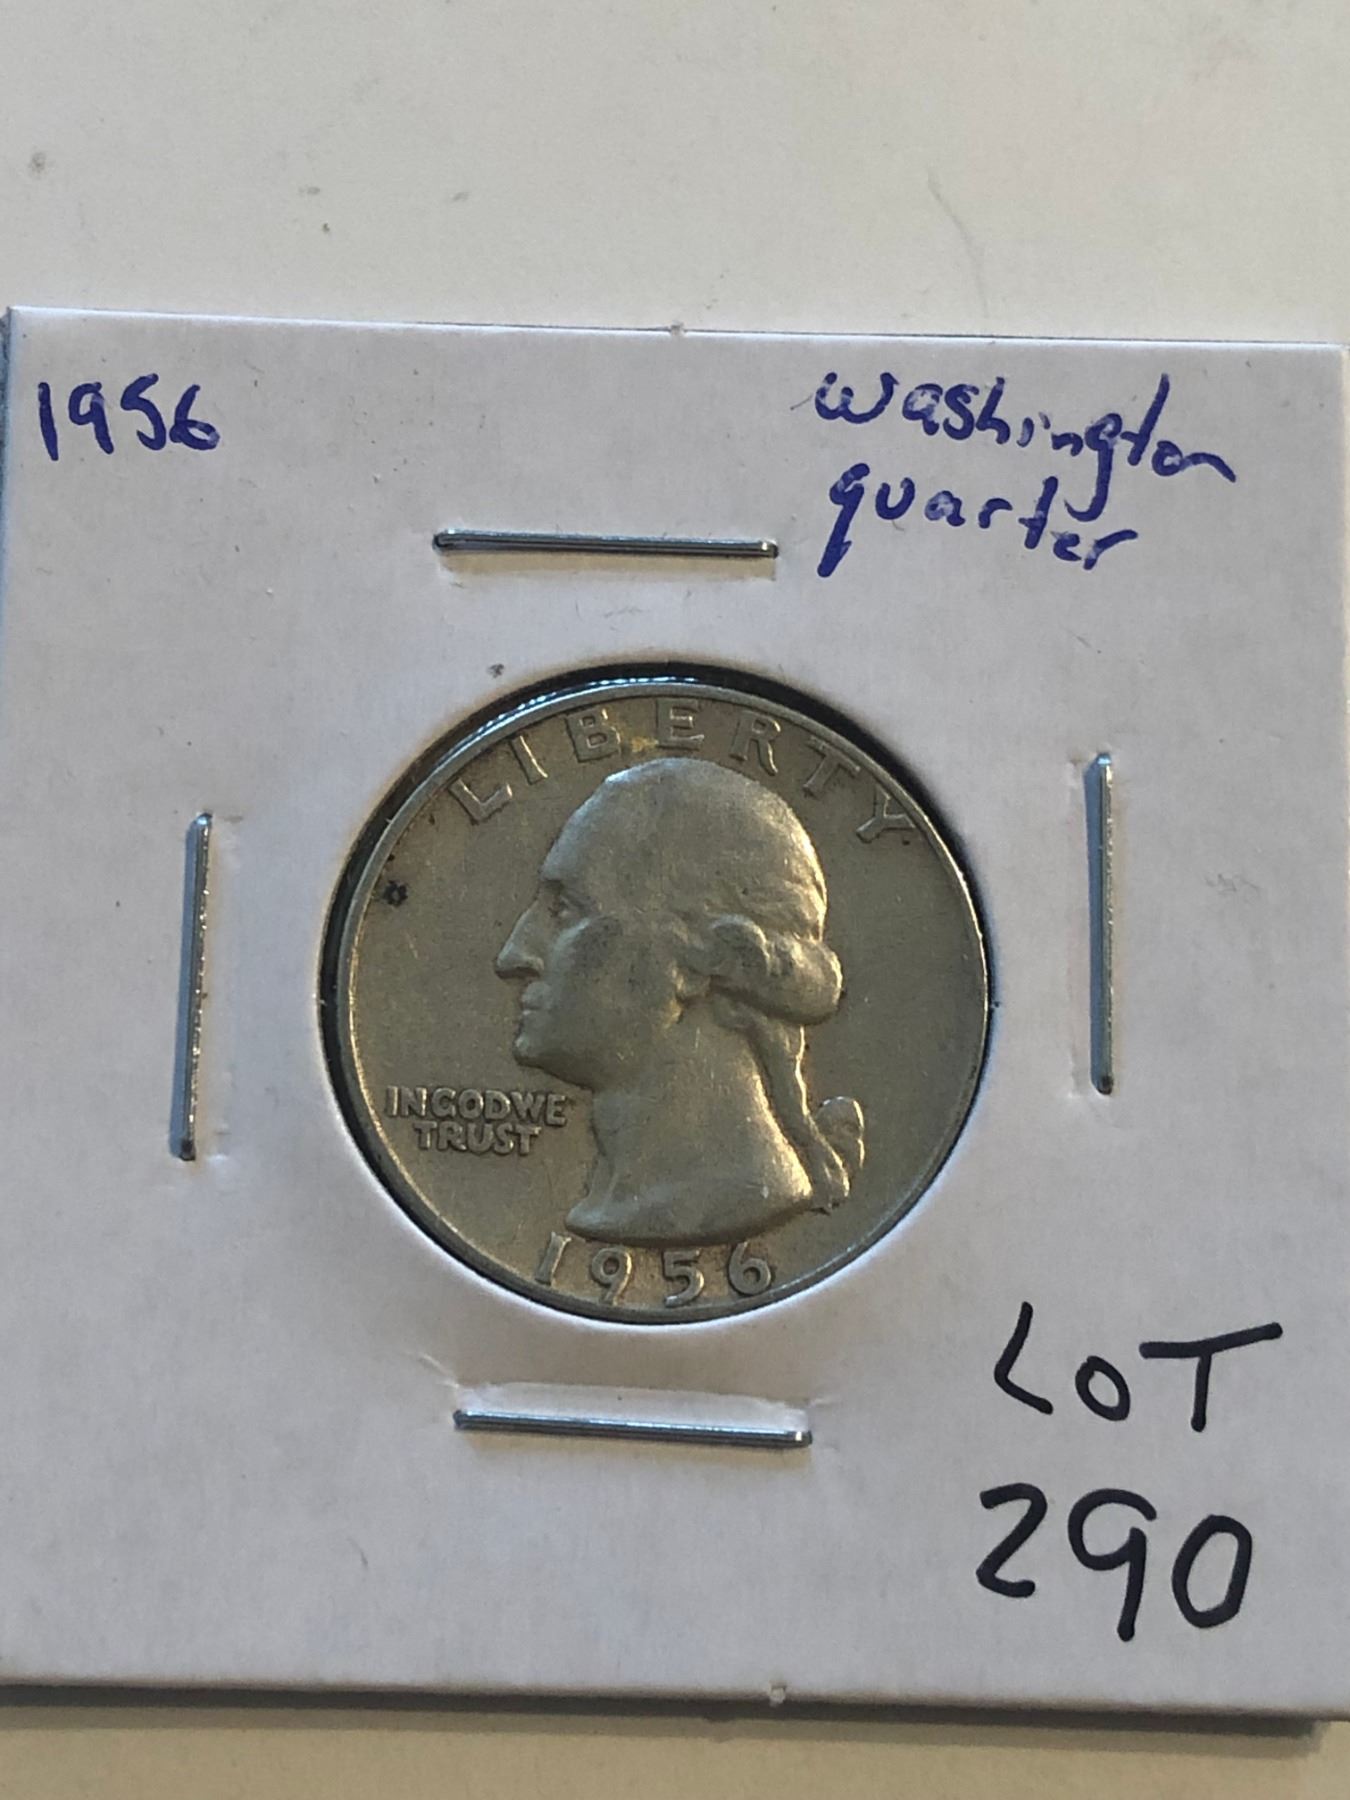 1956
Washington
quarter
LIBERTY
IN GOD WE
TRUST
1956
LOT
290